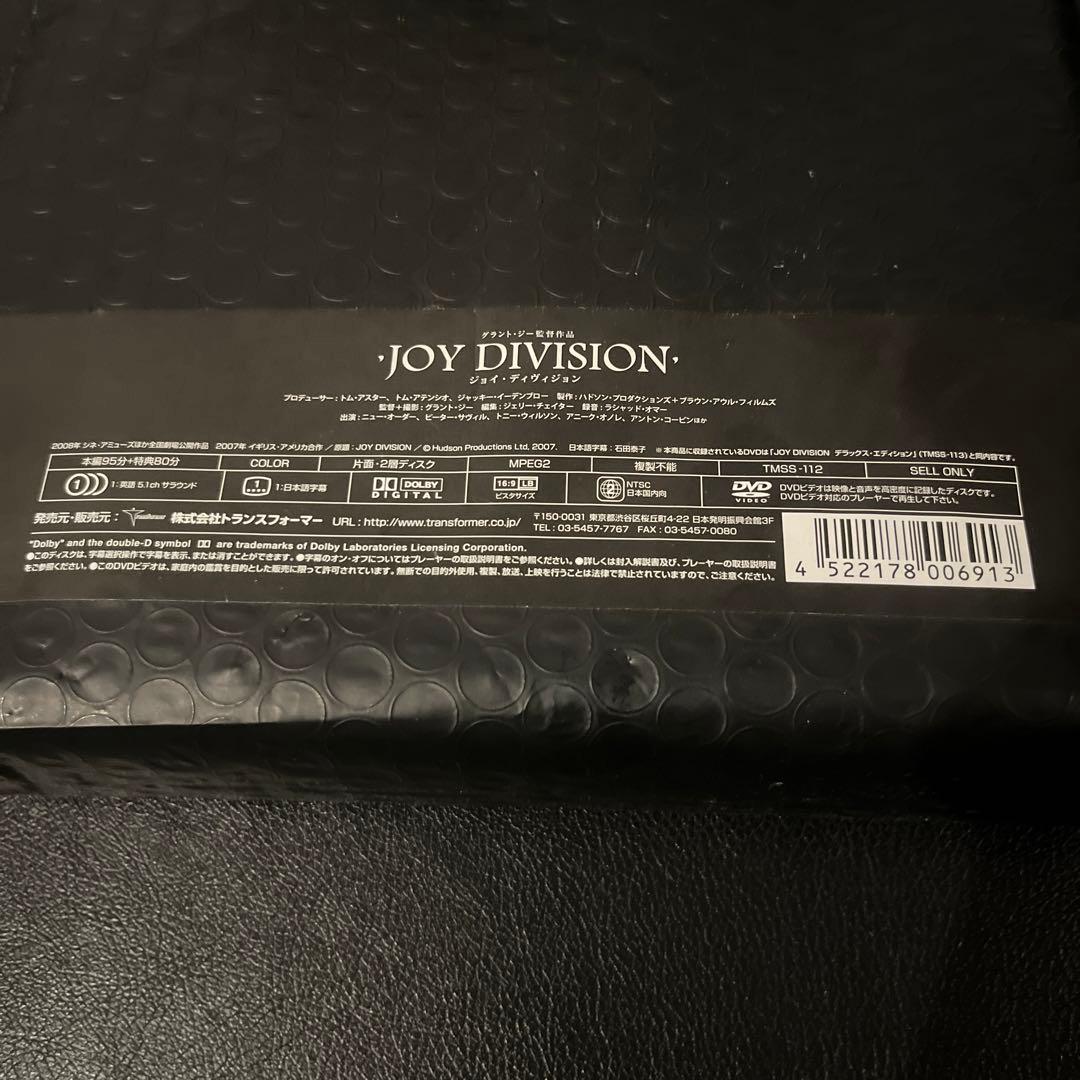 グラント・ジー監督作品
JOY DIVISION
ジョイ・ディヴィジョン
プロデューサー：トム・アスター、トム・アテンシオ、ジャッキー・イーデンブロー 製作：ハドソン・プロダクションズ＋ブラウン・アウル・フィルムズ
監督＋撮影：グラント・ジー 編集：ジェリー・チェイター 録音：ラシャッド・オマー
出演：ニュー・オーダー、ピーター・サヴィル、トニー・ウィルソン、アニーク・オノレ、アントン・コービンほか
2008年 シネ・アミューズほか全国劇場公開作品 2007年 イギリス・アメリカ合作／原題：JOY DIVISION／© Hudson Productions Ltd, 2007. 日本語字幕：石田泰子 ※本商品に収録されているDVDは「JOY DIVISION デラックス・エディション」(TMSS-113)と同内容です。
本編95分+特典80分 COLOR 片面・2層ディスク MPEG2 複製不能 TMSS-112 SELL ONLY
1 1:英語 5.1ch サラウンド 1 1:日本語字幕 DOLBY DIGITAL 16:9 LB ビスタサイズ 2 NTSC 日本国内向 DVD VIDEO DVDビデオは映像と音声を高密度に記録したディスクです。
DVDビデオ対応のプレーヤーで再生して下さい。
発売元・販売元： Transformer 株式会社トランスフォーマー URL：http://www.transformer.co.jp/ 〒150-0031 東京都渋谷区桜丘町4-22 日本発明振興会館3F
TEL：03-5457-7767 FAX：03-5457-0080
"Dolby" and the double-D symbol are trademarks of Dolby Laboratories Licensing Corporation.
●このディスクは、字幕選択操作で字幕を表示、または消すことができます。●字幕のオン・オフについてはプレーヤーの取扱説明書をご参照ください。●詳しくは封入解説書及び、プレーヤーの取扱説明書
をご参照ください。●このDVDビデオは、家庭内の鑑賞を目的とした販売に限って許可されています。無断での目的外使用、複製、放送、上映を行うことは法律で禁止されていますので、ご注意ください。
4 522178 006913